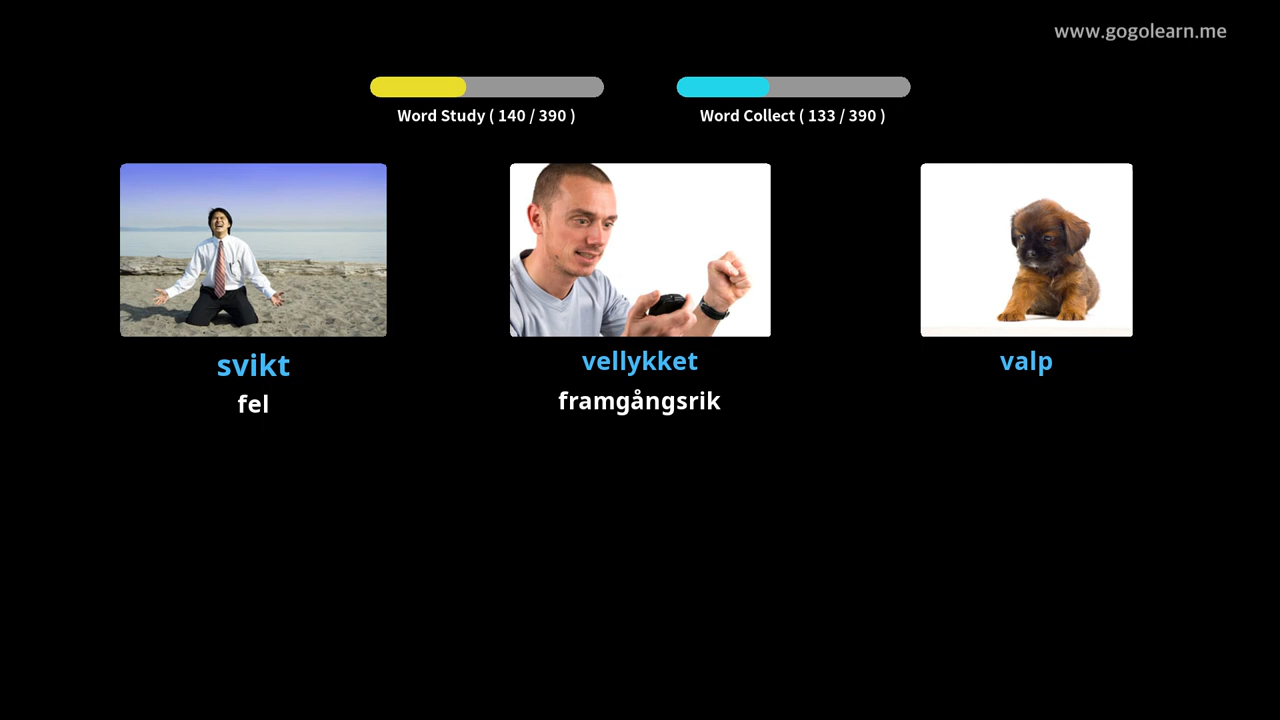 www.gogolearn.me
Word Study ( 140 / 390 )
Word Collect ( 133 / 390 )
svikt
fel
vellykket
framgångsrik
valp